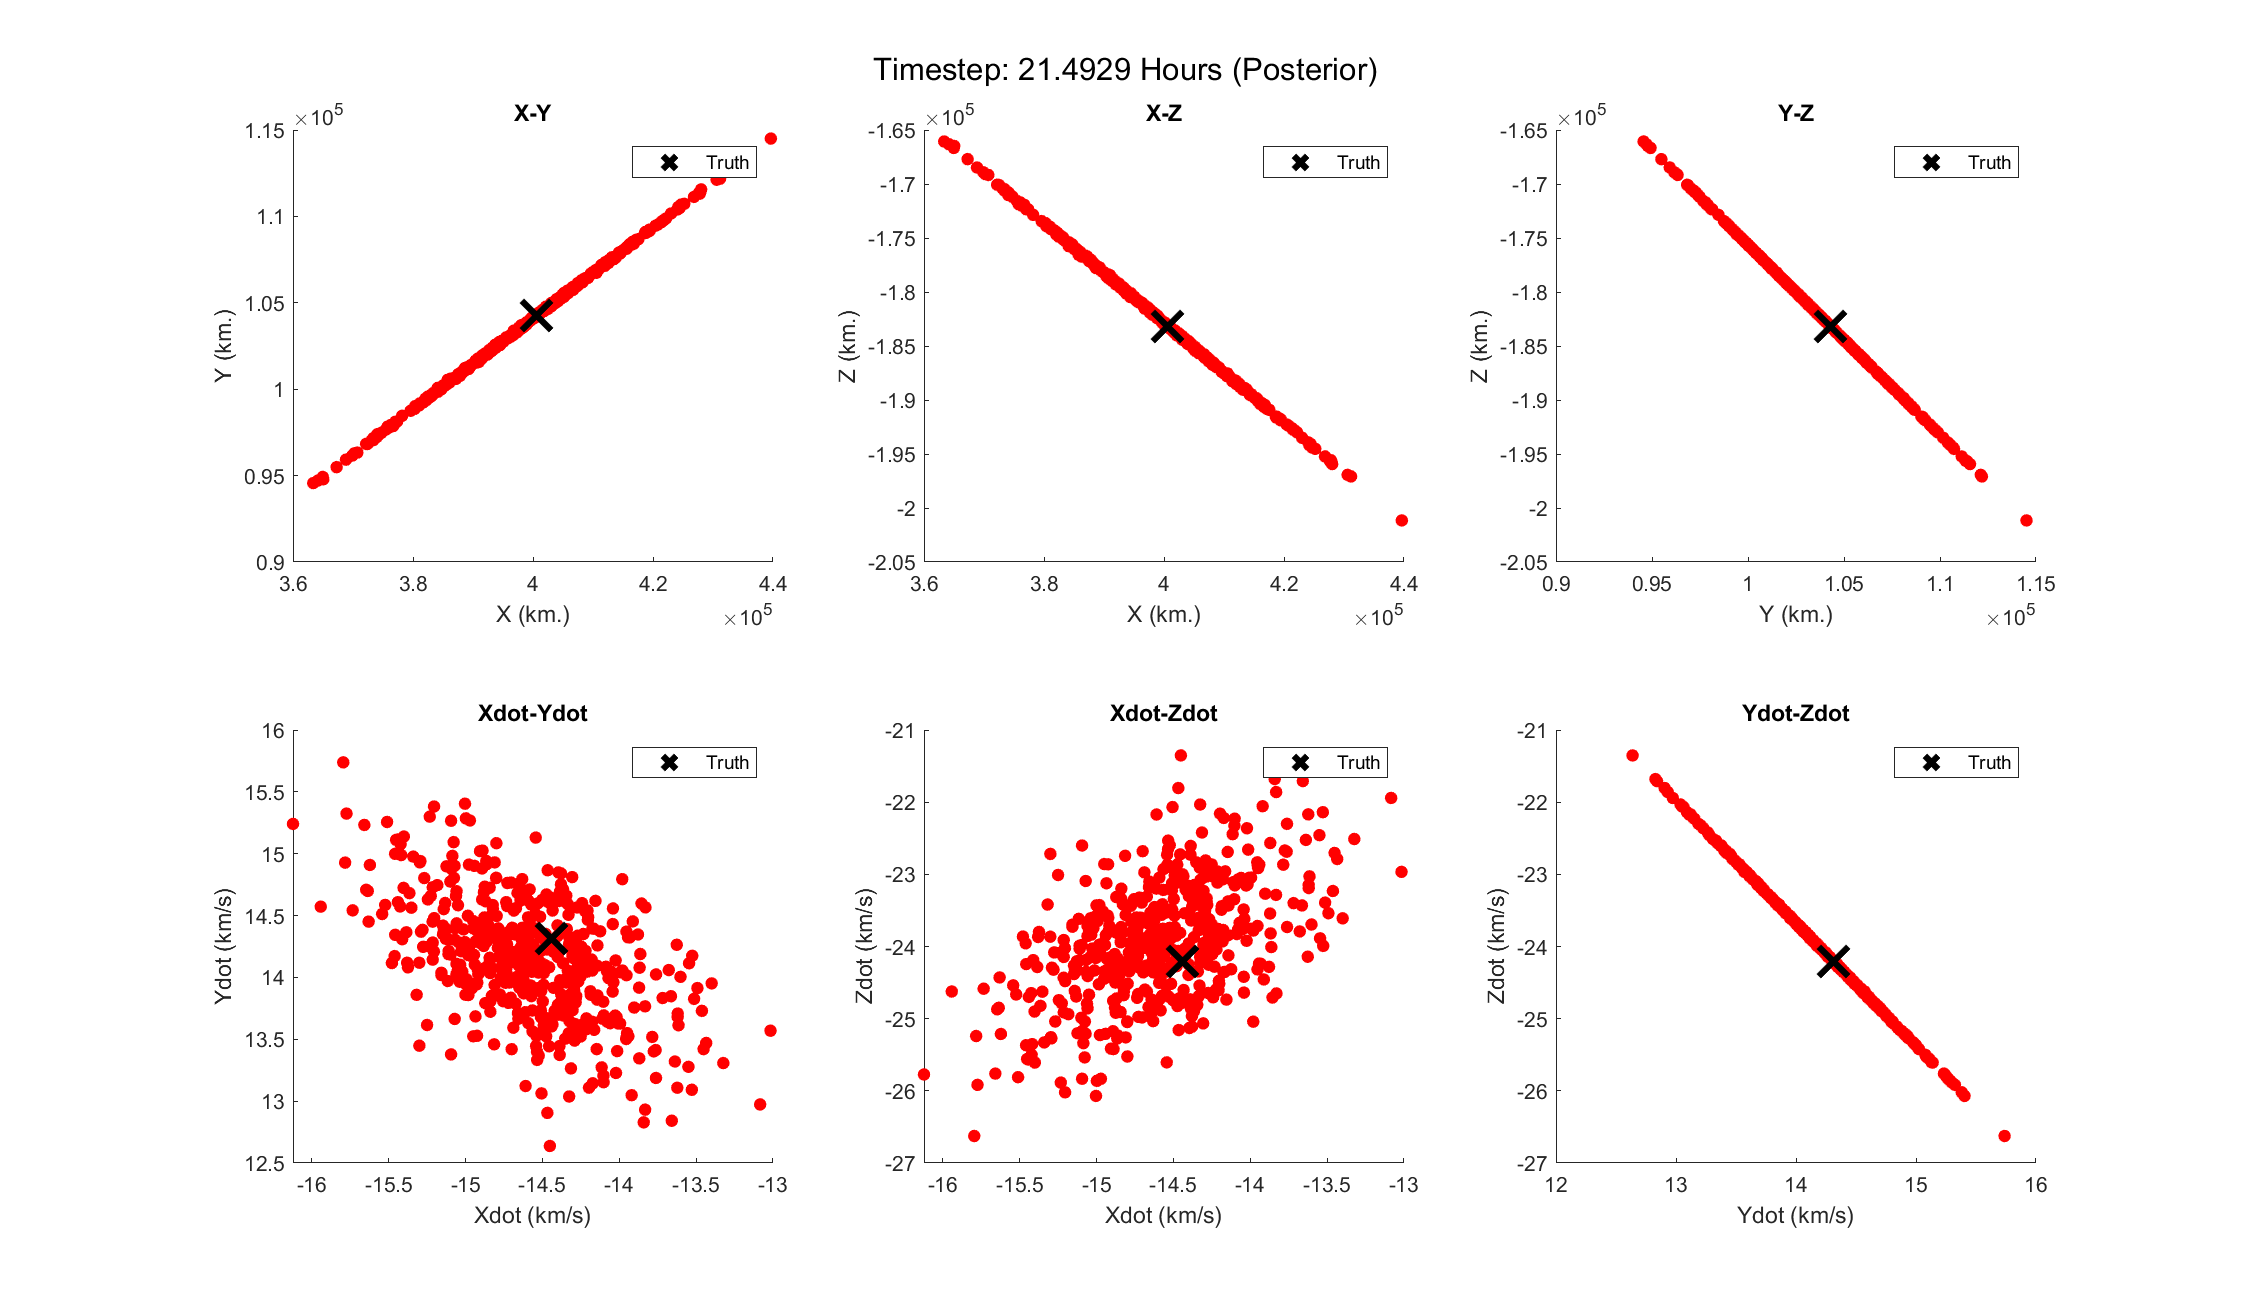 Timestep: 21.4929 Hours (Posterior)
X-Y
×10^5
1.15
1.1
1.05
1
0.95
0.9
Y (km.)
3.6 3.8 4 4.2 4.4
X (km.)
×10^5
Truth
X-Z
×10^5
-1.65
-1.7
-1.75
-1.8
-1.85
-1.9
-1.95
-2
-2.05
Z (km.)
3.6 3.8 4 4.2 4.4
X (km.)
×10^5
Truth
Y-Z
×10^5
-1.65
-1.7
-1.75
-1.8
-1.85
-1.9
-1.95
-2
-2.05
Z (km.)
0.9 0.95 1 1.05 1.1 1.15
Y (km.)
×10^5
Truth
Xdot-Ydot
16
15.5
15
14.5
14
13.5
13
12.5
Ydot (km/s)
-16 -15.5 -15 -14.5 -14 -13.5 -13
Xdot (km/s)
Truth
Xdot-Zdot
-21
-22
-23
-24
-25
-26
-27
Zdot (km/s)
-16 -15.5 -15 -14.5 -14 -13.5 -13
Xdot (km/s)
Truth
Ydot-Zdot
-21
-22
-23
-24
-25
-26
-27
Zdot (km/s)
12 13 14 15 16
Ydot (km/s)
Truth